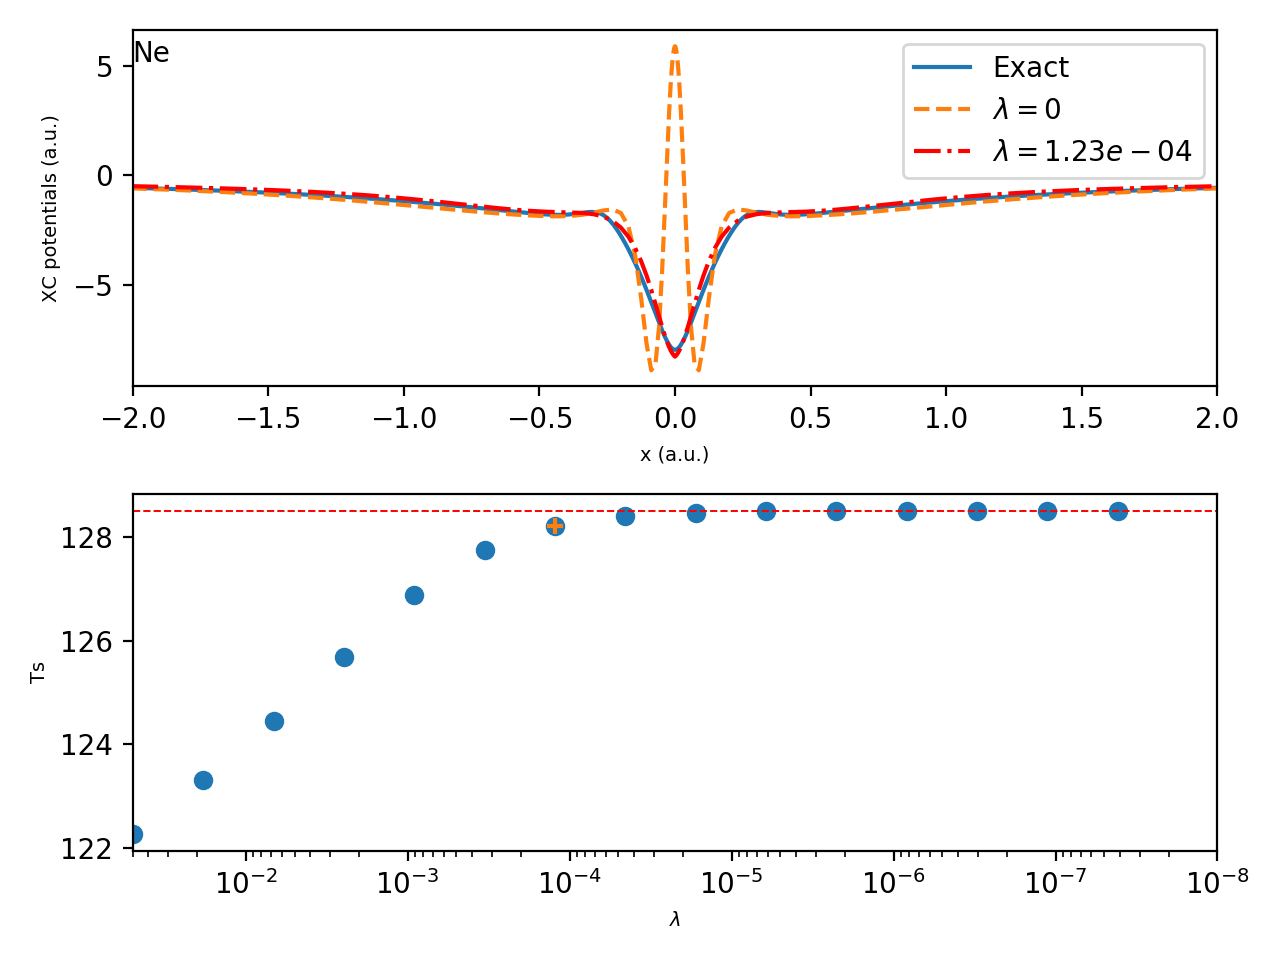 Ne
Exact
λ = 0
λ = 1.23e − 04
XC potentials (a.u.)
5
0
−5
−2.0 −1.5 −1.0 −0.5 0.0 0.5 1.0 1.5 2.0
x (a.u.)
Ts
128
126
124
122
10⁻² 10⁻³ 10⁻⁴ 10⁻⁵ 10⁻⁶ 10⁻⁷ 10⁻⁸
λ